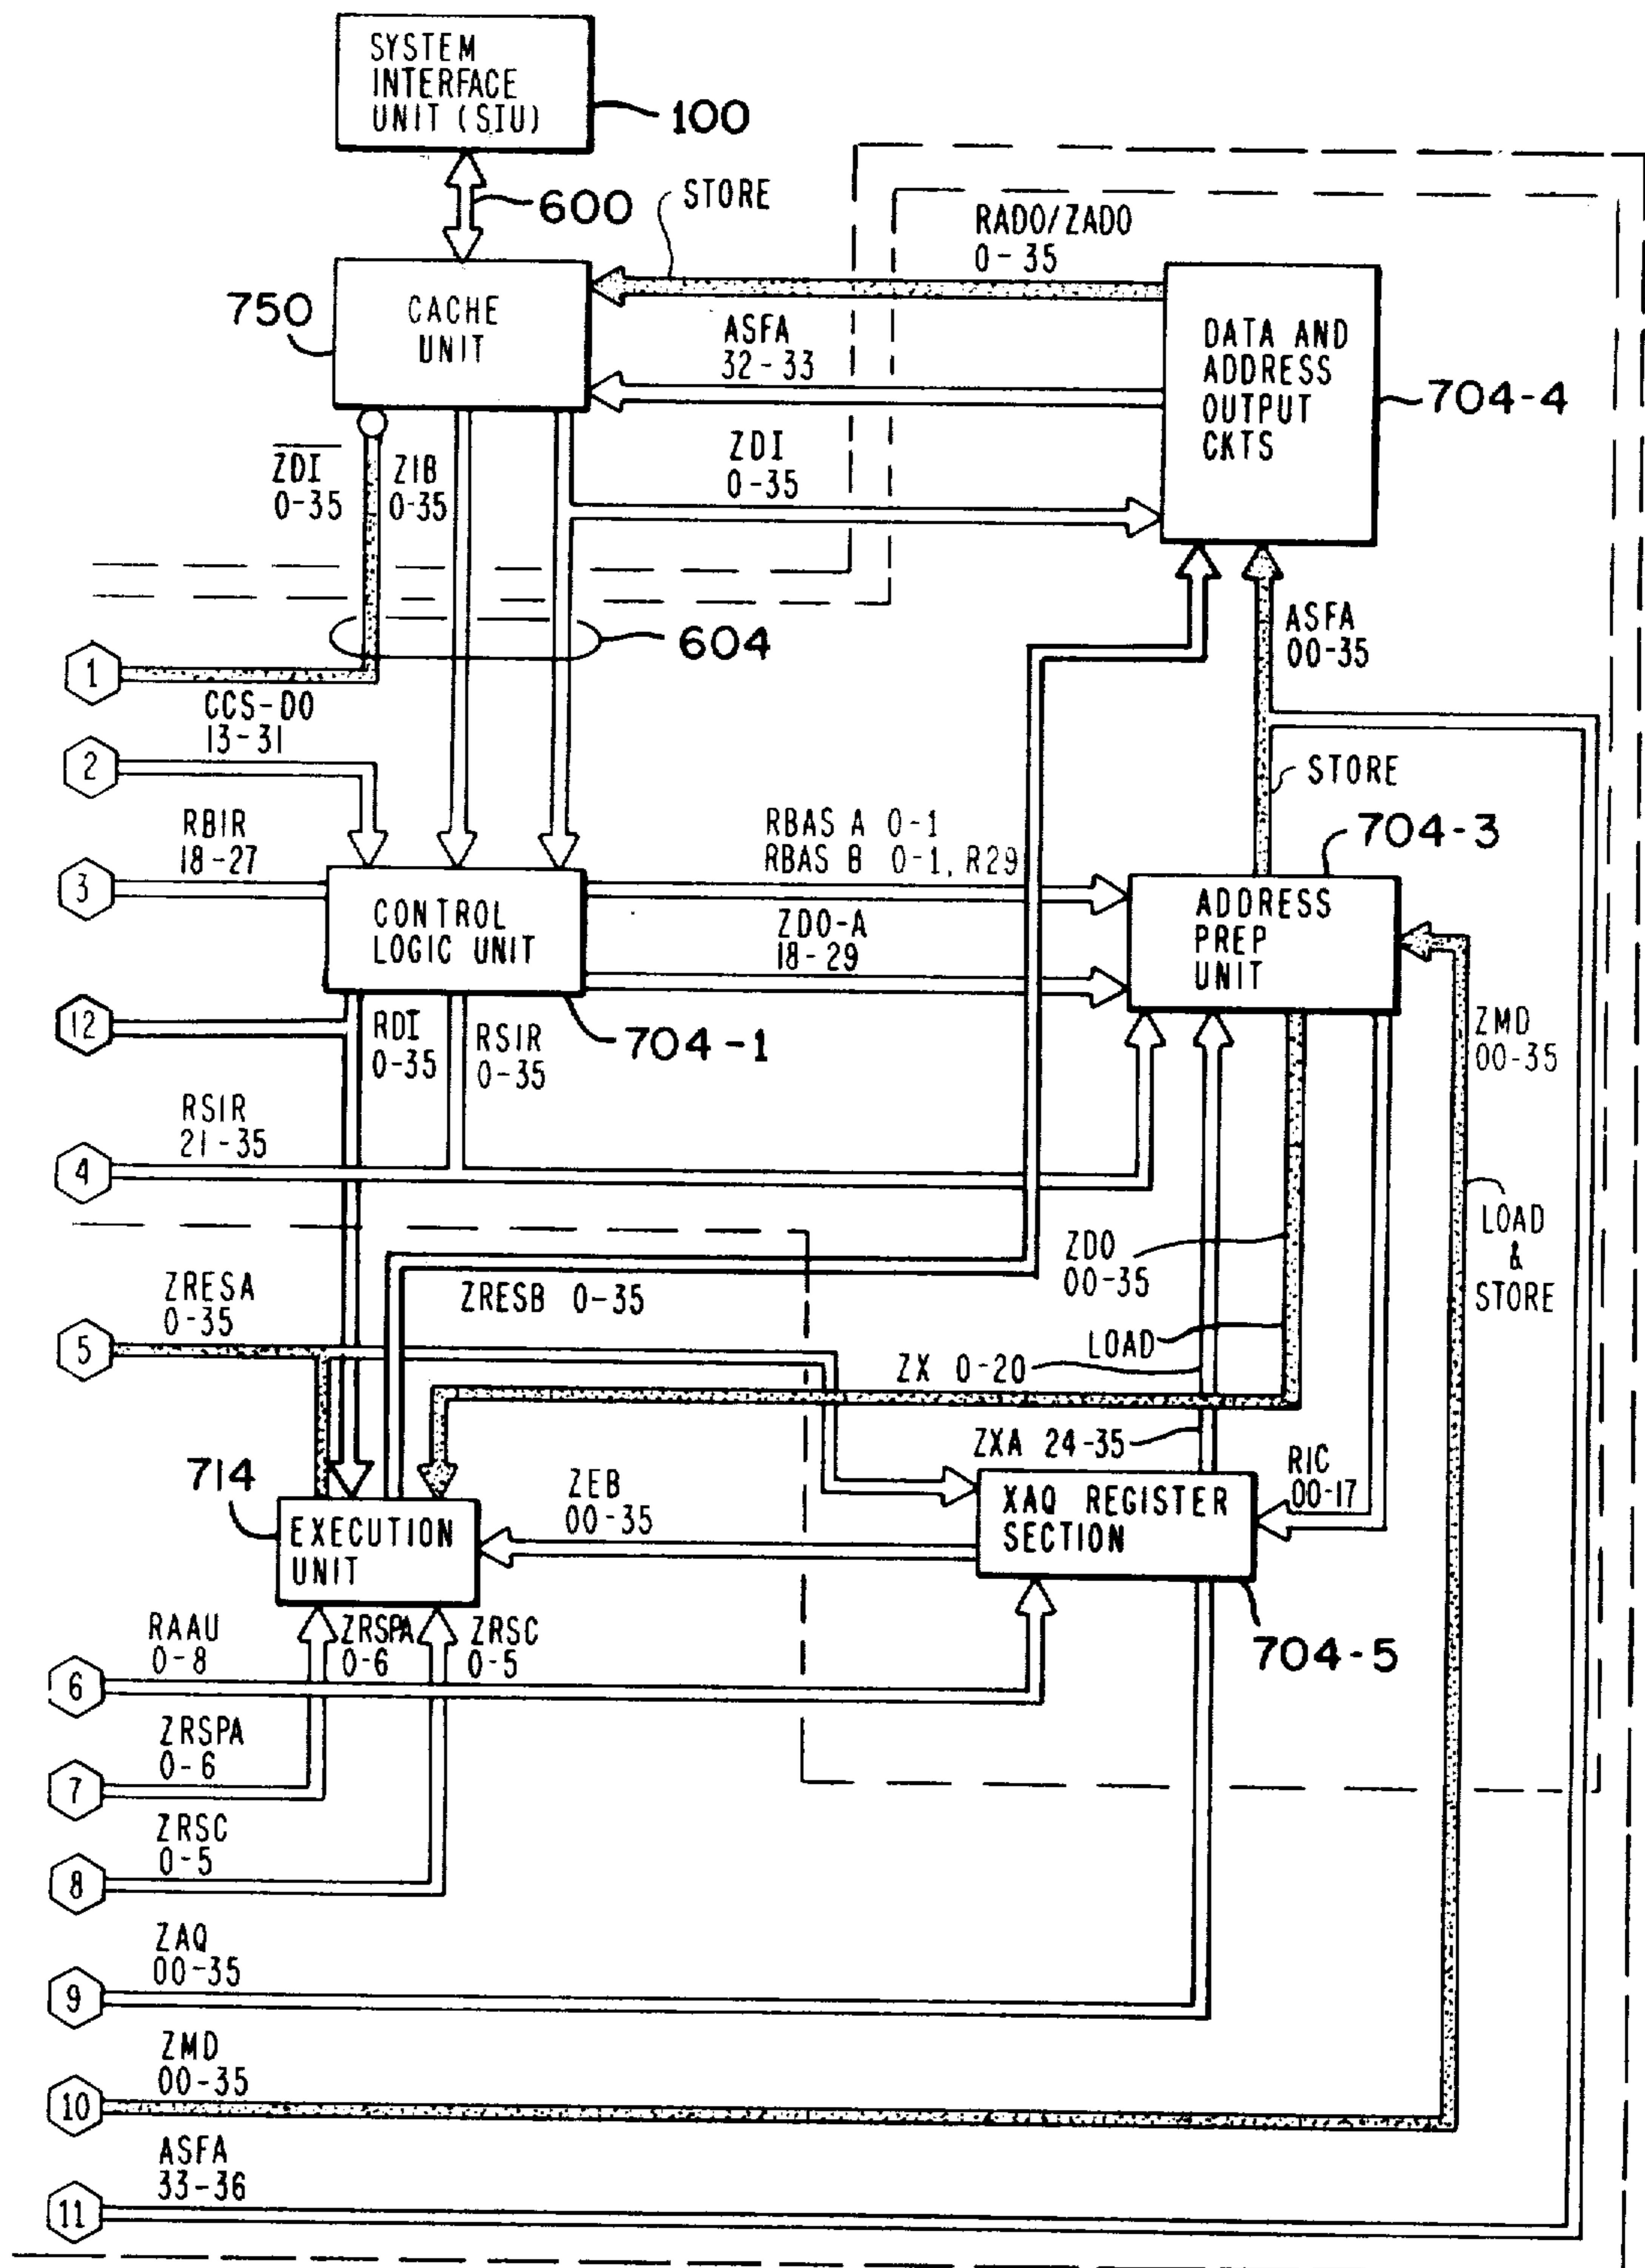 SYSTEM
INTERFACE
UNIT (SIU)
100
600
STORE
RADO/ZADO
0-35
750
CACHE
UNIT
ASFA
32-33
DATA AND
ADDRESS
OUTPUT
CKTS
704-4
ZDI
0-35
ZIB
0-35
ZDI
0-35
604
ASFA
00-35
1
CCS-DO
13-31
2
STORE
RBIR
18-27
3
RBAS A 0-1
RBAS B 0-1, R29
704-3
CONTROL
LOGIC UNIT
ZDO-A
18-29
ADDRESS
PREP
UNIT
12
RDI
0-35
RSIR
0-35
704-1
ZMD
00-35
RSIR
21-35
4
LOAD
&
STORE
ZDO
00-35
ZRESA
0-35
ZRESB 0-35
5
LOAD
ZX 0-20
ZXA 24-35
714
ZEB
00-35
RIC
00-17
EXECUTION
UNIT
XAQ REGISTER
SECTION
704-5
RAAU
0-8
ZRSPA
0-6
ZRSC
0-5
6
ZRSPA
0-6
7
ZRSC
0-5
8
ZAQ
00-35
9
ZMD
00-35
10
ASFA
33-36
11